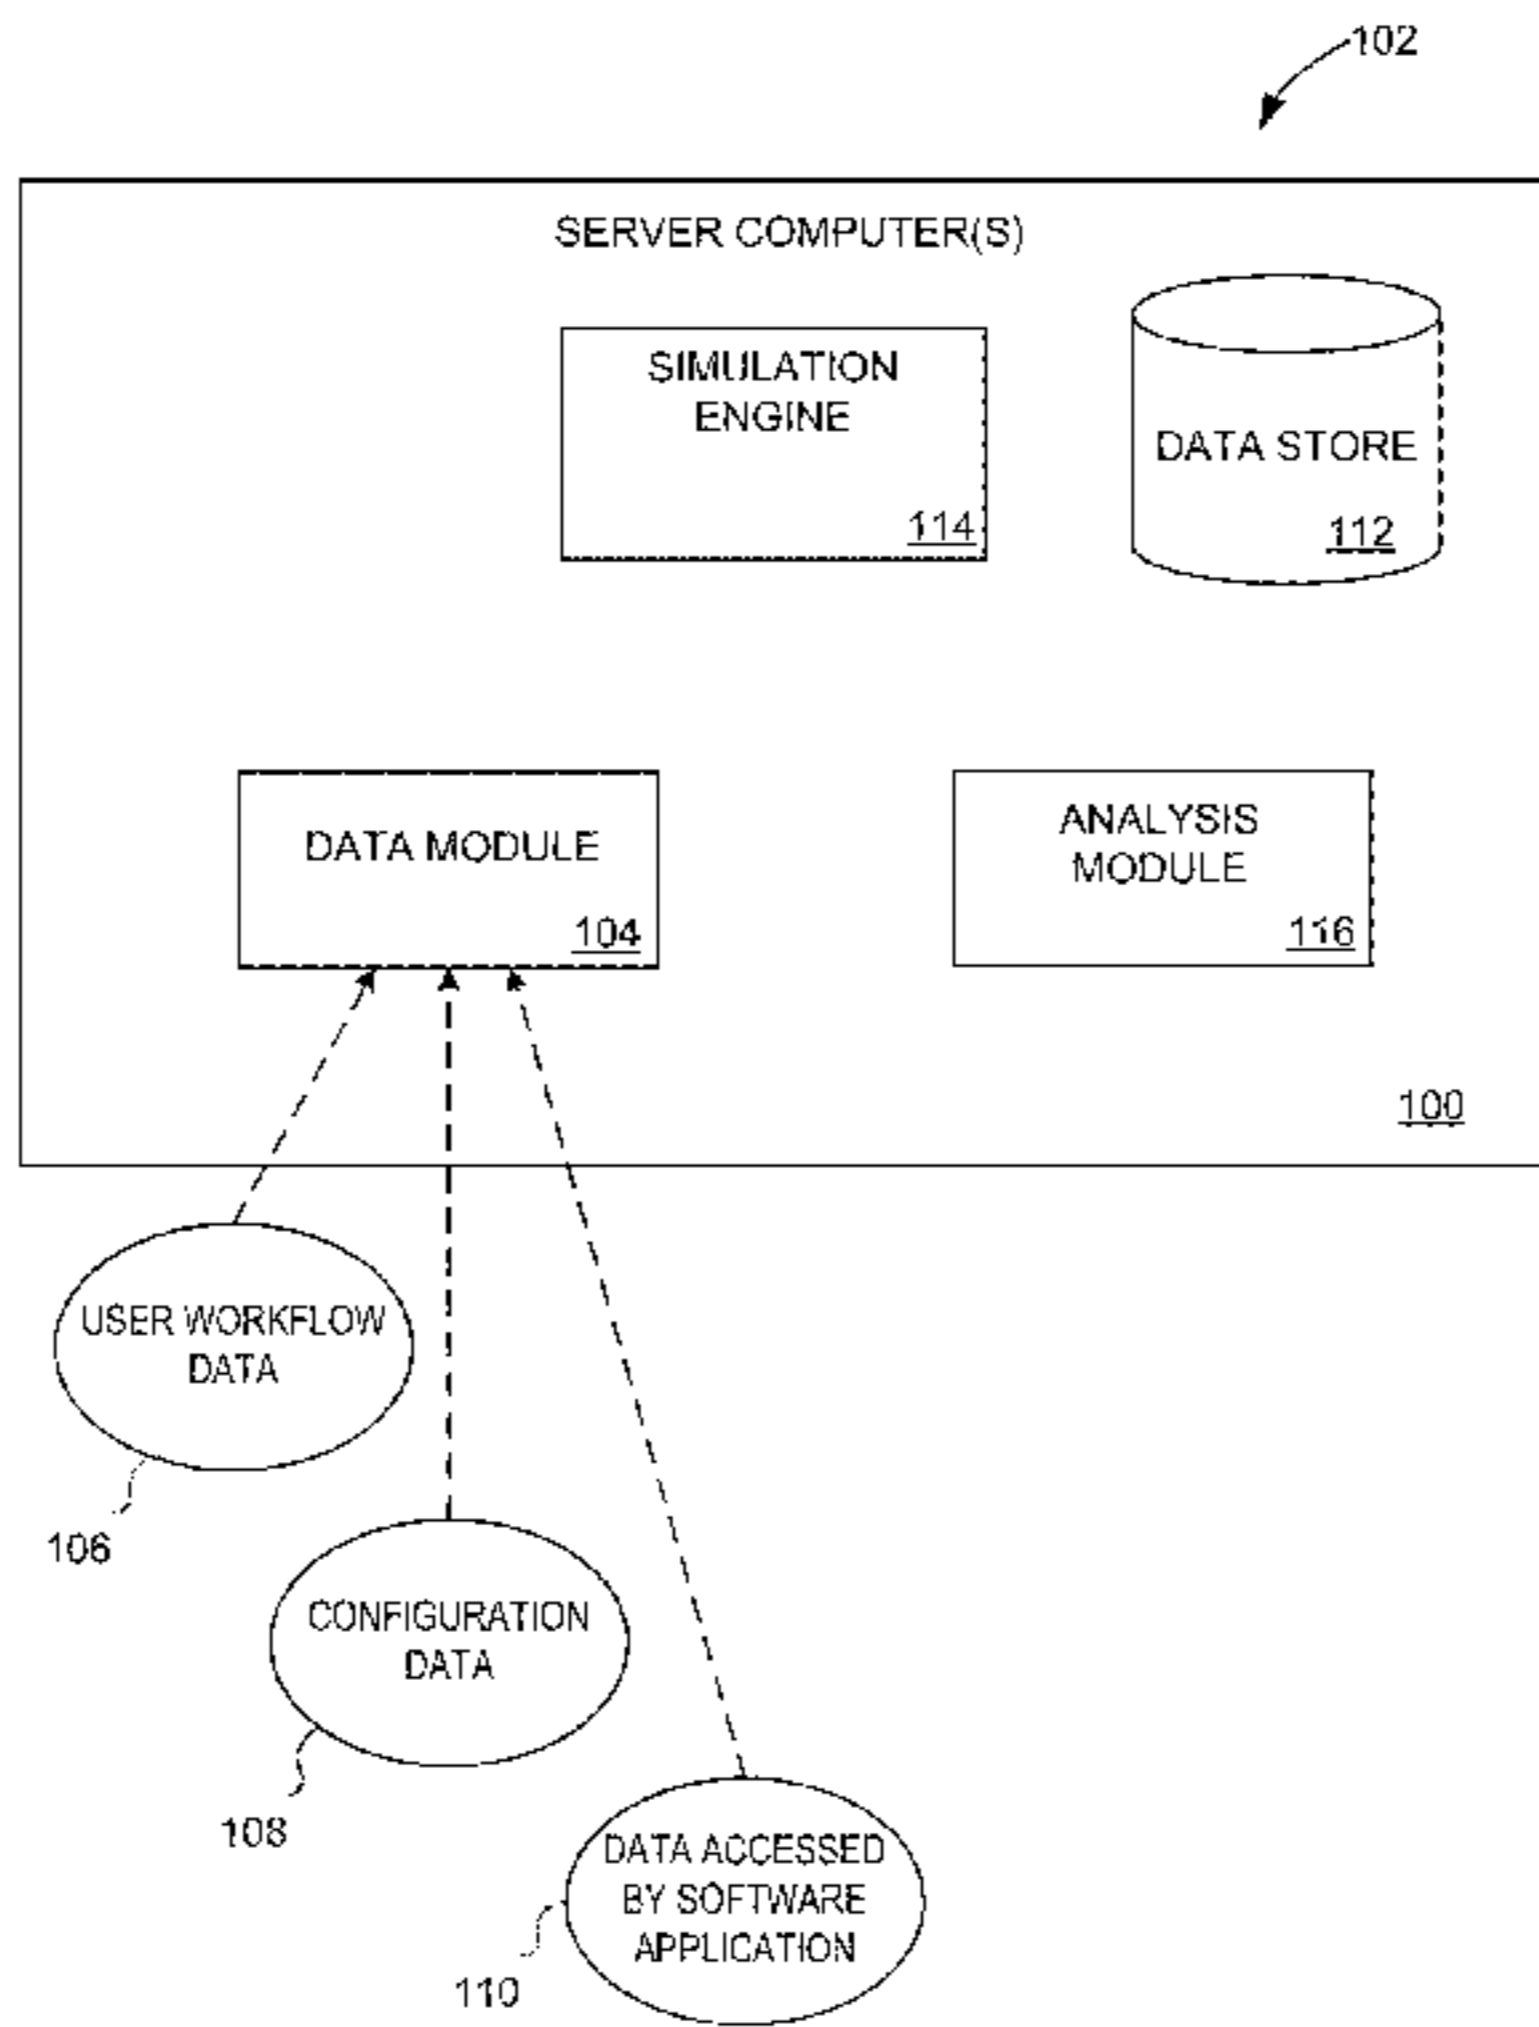 102
SERVER COMPUTER(S)
SIMULATION
ENGINE
114
DATA STORE
112
DATA MODULE
104
ANALYSIS
MODULE
116
100
USER WORKFLOW
DATA
106
CONFIGURATION
DATA
108
DATA ACCESSED
BY SOFTWARE
APPLICATION
110